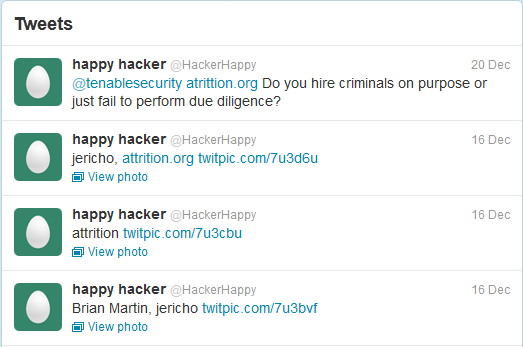 Tweets
happy hacker @HackerHappy 20 Dec
@tenablesecurity atrittion.org Do you hire criminals on purpose or
just fail to perform due diligence?
happy hacker @HackerHappy 16 Dec
jericho, attrition.org twitpic.com/7u3d6u
View photo
happy hacker @HackerHappy 16 Dec
attrition twitpic.com/7u3cbu
View photo
happy hacker @HackerHappy 16 Dec
Brian Martin, jericho twitpic.com/7u3bvf
View photo